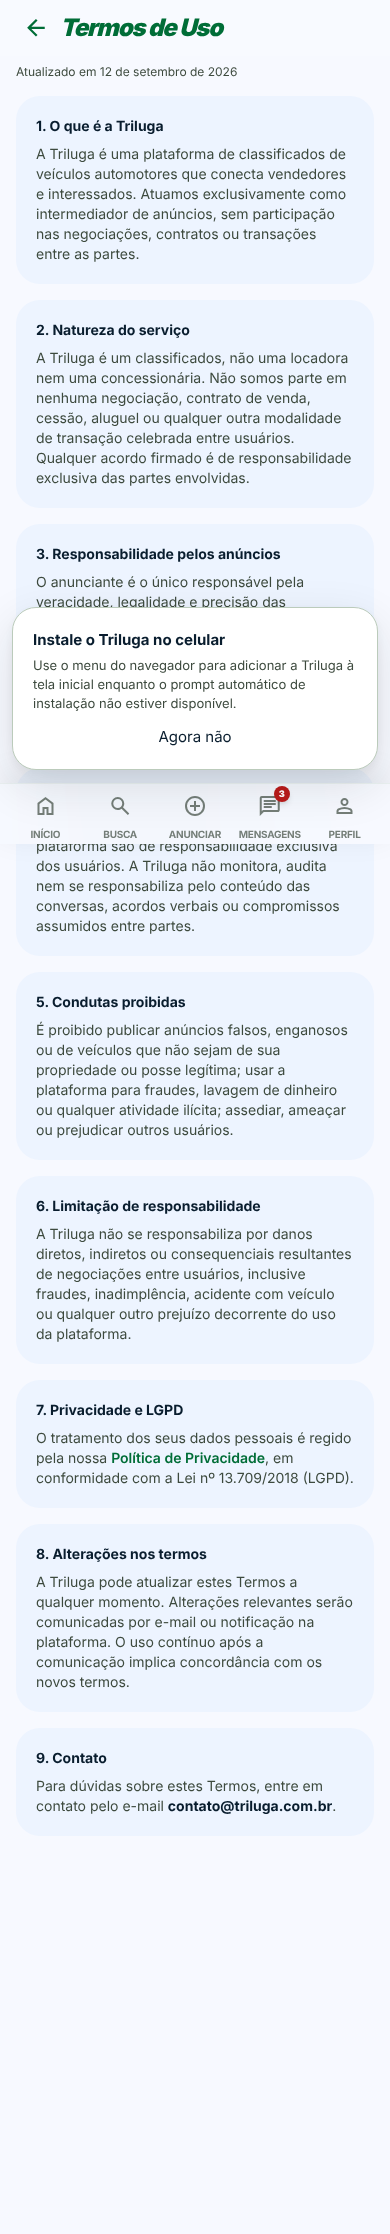 Termos de Uso
Atualizado em 12 de setembro de 2026
1. O que é a Triluga
A Triluga é uma plataforma de classificados de
veículos automotores que conecta vendedores
e interessados. Atuamos exclusivamente como
intermediador de anúncios, sem participação
nas negociações, contratos ou transações
entre as partes.
2. Natureza do serviço
A Triluga é um classificados, não uma locadora
nem uma concessionária. Não somos parte em
nenhuma negociação, contrato de venda,
cessão, aluguel ou qualquer outra modalidade
de transação celebrada entre usuários.
Qualquer acordo firmado é de responsabilidade
exclusiva das partes envolvidas.
3. Responsabilidade pelos anúncios
O anunciante é o único responsável pela
veracidade, legalidade e precisão das
Instale o Triluga no celular
Use o menu do navegador para adicionar a Triluga à
tela inicial enquanto o prompt automático de
instalação não estiver disponível.
Agora não
3
INÍCIO
BUSCA
ANUNCIAR
MENSAGENS
PERFIL
plataforma são de responsabilidade exclusiva
dos usuários. A Triluga não monitora, audita
nem se responsabiliza pelo conteúdo das
conversas, acordos verbais ou compromissos
assumidos entre partes.
5. Condutas proibidas
É proibido publicar anúncios falsos, enganosos
ou de veículos que não sejam de sua
propriedade ou posse legítima; usar a
plataforma para fraudes, lavagem de dinheiro
ou qualquer atividade ilícita; assediar, ameaçar
ou prejudicar outros usuários.
6. Limitação de responsabilidade
A Triluga não se responsabiliza por danos
diretos, indiretos ou consequenciais resultantes
de negociações entre usuários, inclusive
fraudes, inadimplência, acidente com veículo
ou qualquer outro prejuízo decorrente do uso
da plataforma.
7. Privacidade e LGPD
O tratamento dos seus dados pessoais é regido
pela nossa Política de Privacidade, em
conformidade com a Lei nº 13.709/2018 (LGPD).
8. Alterações nos termos
A Triluga pode atualizar estes Termos a
qualquer momento. Alterações relevantes serão
comunicadas por e-mail ou notificação na
plataforma. O uso contínuo após a
comunicação implica concordância com os
novos termos.
9. Contato
Para dúvidas sobre estes Termos, entre em
contato pelo e-mail contato@triluga.com.br.